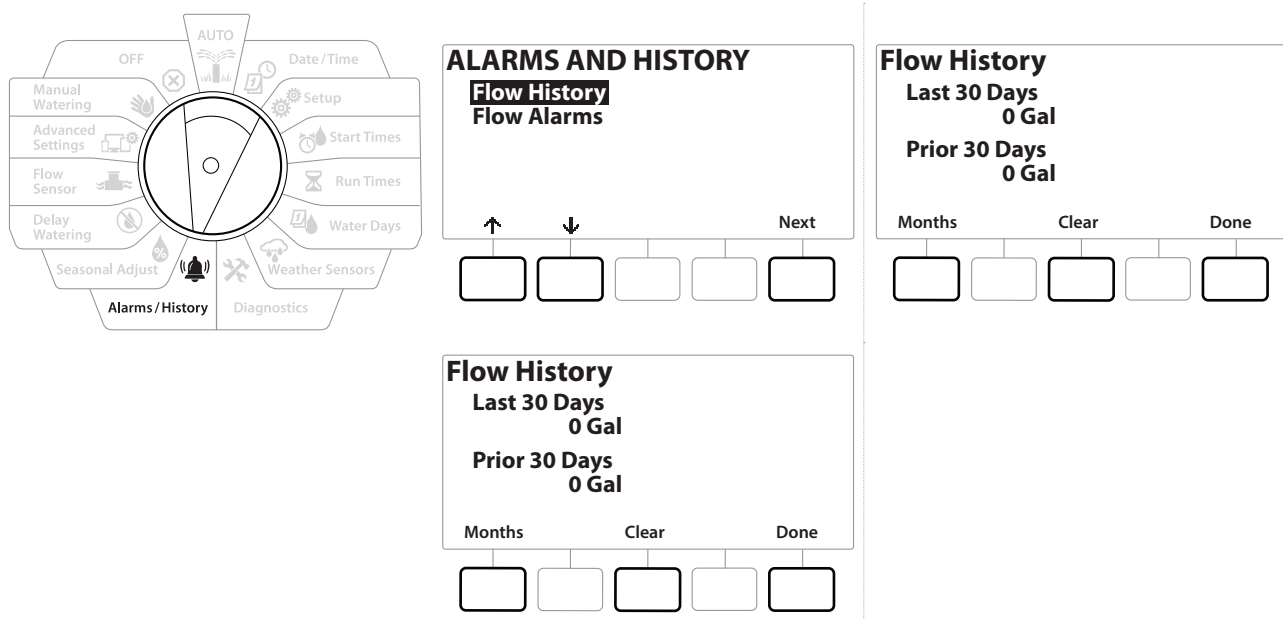 AUTO
OFF
Date / Time
Manual
Watering
Setup
Advanced
Settings
Start Times
Flow
Sensor
Run Times
Delay
Watering
Water Days
Seasonal Adjust
Weather Sensors
Alarms / History
Diagnostics
ALARMS AND HISTORY
Flow History
Flow Alarms
↑ ↓ Next
Flow History
Last 30 Days
0 Gal
Prior 30 Days
0 Gal
Months Clear Done
Flow History
Last 30 Days
0 Gal
Prior 30 Days
0 Gal
Months Clear Done